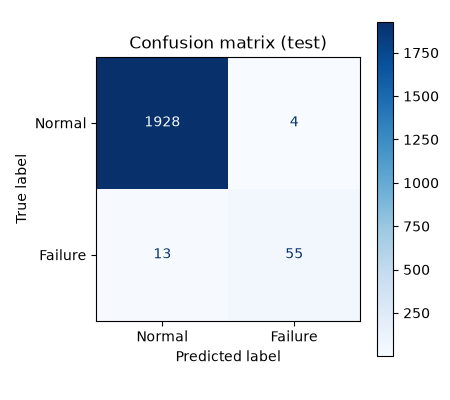 Confusion matrix (test)
True label
Normal
1928
4
Failure
13
55
Normal
Failure
Predicted label
1750
1500
1250
1000
750
500
250